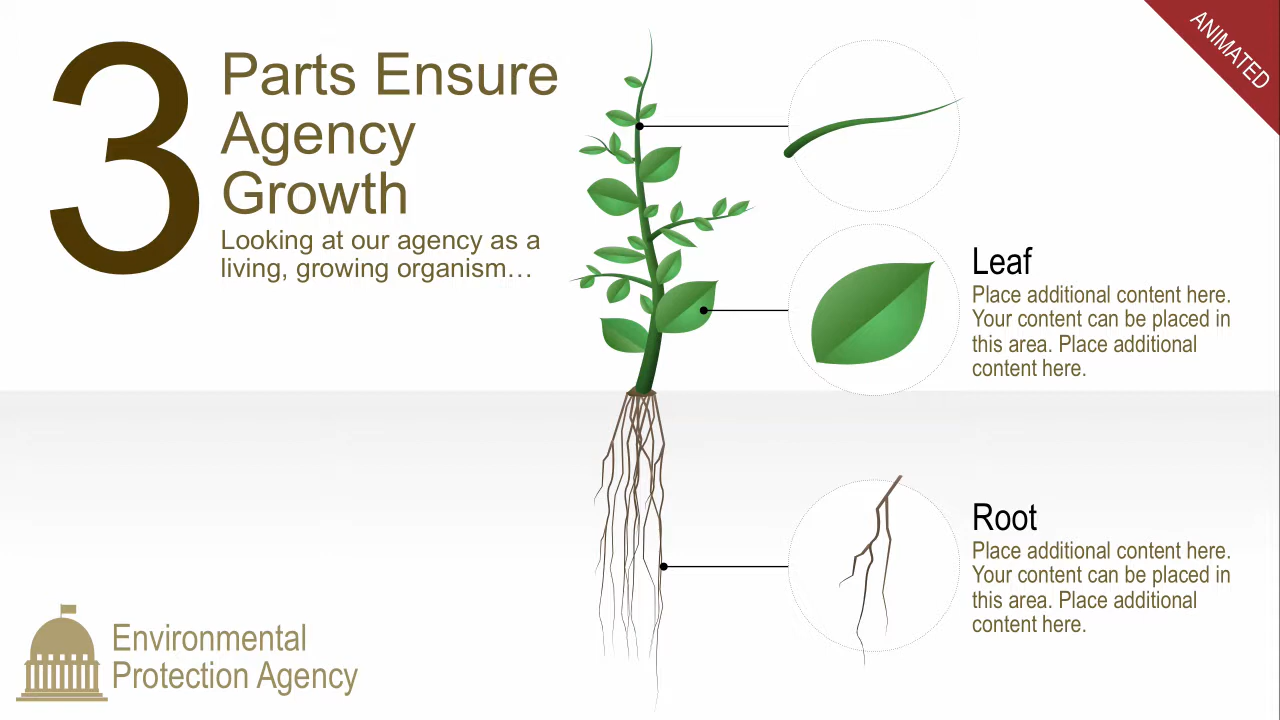 3
Parts Ensure
Agency
Growth
Looking at our agency as a
living, growing organism…
ANIMATED
Leaf
Place additional content here.
Your content can be placed in
this area. Place additional
content here.
Root
Place additional content here.
Your content can be placed in
this area. Place additional
content here.
Environmental
Protection Agency